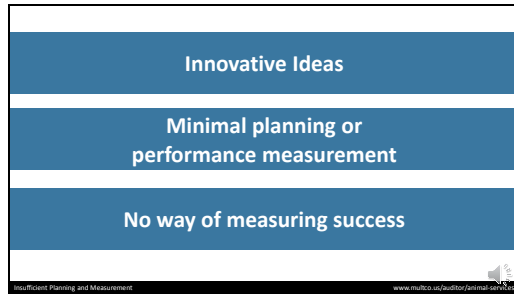 Innovative Ideas
Minimal planning or
performance measurement
No way of measuring success
Insufficient Planning and Measurement
www.multco.us/auditor/animal-services